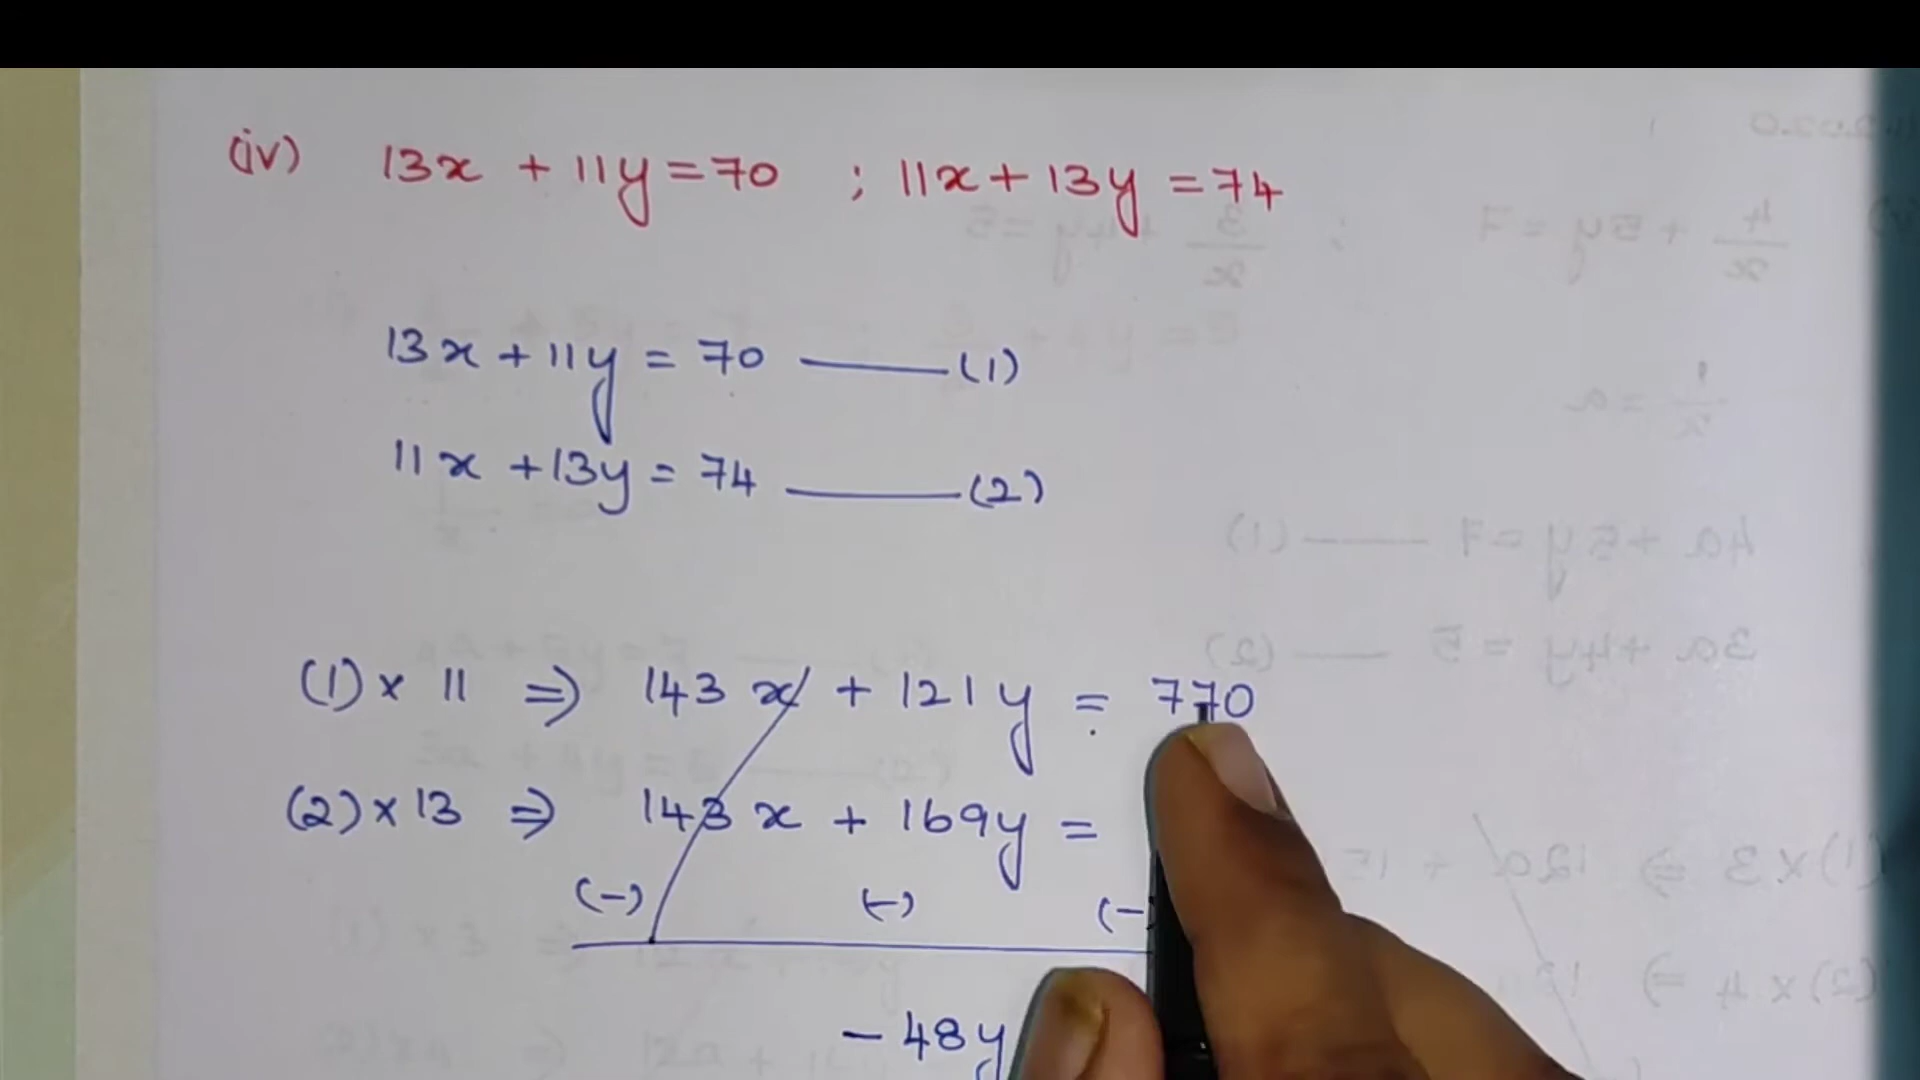 (iv) 13x + 11y = 70 ; 11x + 13y = 74
13x + 11y = 70 —— (1)
11x + 13y = 74 —— (2)
(1) × 11 ⇒ 143x + 121y = 770
(2) × 13 ⇒ 143x + 169y =
(-) (-) (-
- 48y